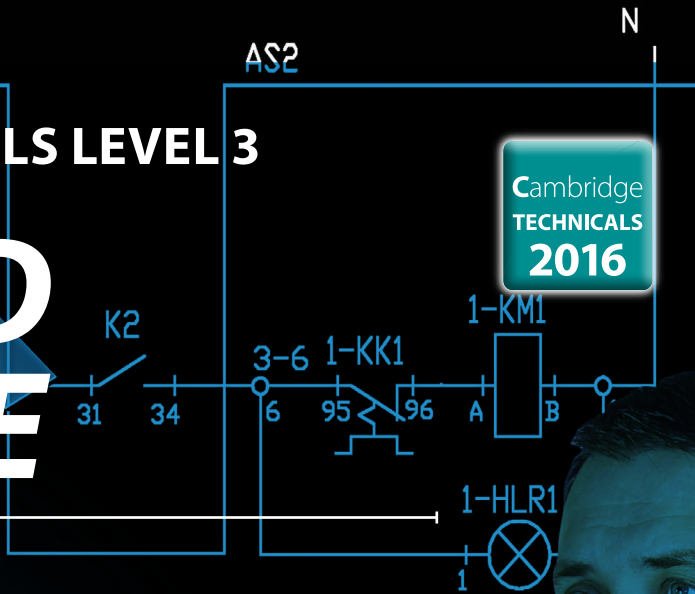 N
AS2
LS LEVEL 3
Cambridge
TECHNICALS
2016
D
1-KM1
K2
3-6 1-KK1
31 34 6 95 96 A B
E
1-HLR1
1